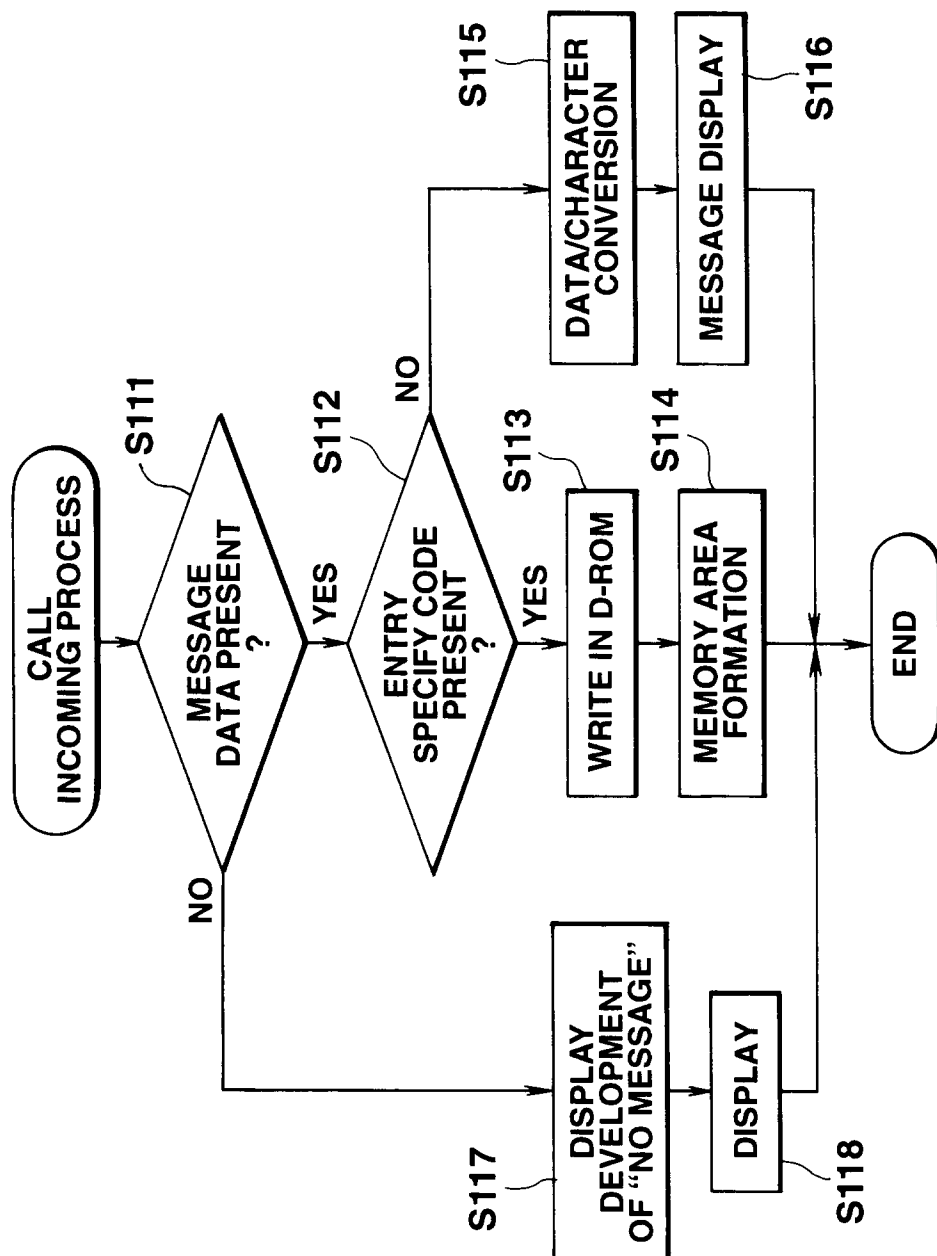 CALL
INCOMING PROCESS
S111
MESSAGE
DATA PRESENT
?
NO
YES
S112
ENTRY
SPECIFY CODE
PRESENT
?
NO
YES
S113
WRITE IN D-ROM
S114
MEMORY AREA
FORMATION
S115
DATA/CHARACTER
CONVERSION
S116
MESSAGE DISPLAY
S117
DISPLAY
DEVELOPMENT
OF “NO MESSAGE”
DISPLAY
S118
END